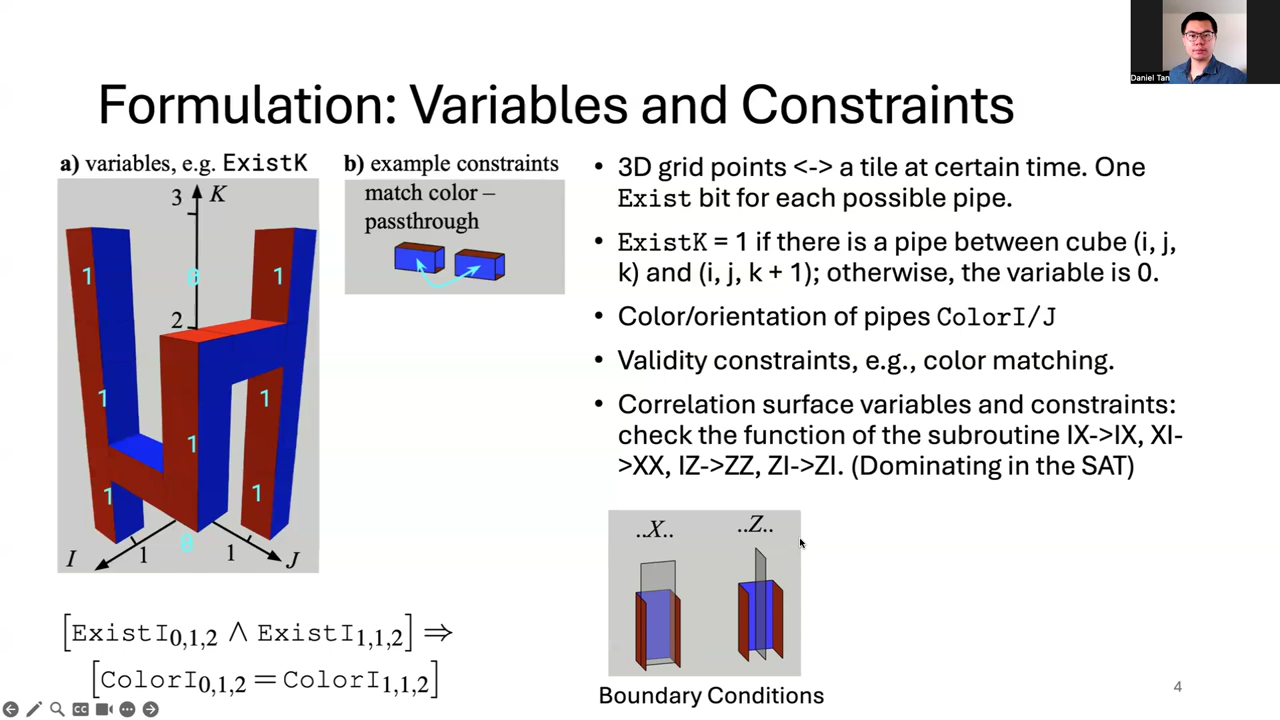 Daniel Tan
Formulation: Variables and Constraints
a) variables, e.g. ExistK
3 K
1 0 1
2
1 1
1
1 1
0
I 1 1 J
[ExistI0,1,2 ∧ ExistI1,1,2] ⇒
[ColorI0,1,2 = ColorI1,1,2]
b) example constraints
match color –
passthrough
• 3D grid points <-> a tile at certain time. One
Exist bit for each possible pipe.
• ExistK = 1 if there is a pipe between cube (i, j,
k) and (i, j, k + 1); otherwise, the variable is 0.
• Color/orientation of pipes ColorI/J
• Validity constraints, e.g., color matching.
• Correlation surface variables and constraints:
check the function of the subroutine IX->IX, XI-
>XX, IZ->ZZ, ZI->ZI. (Dominating in the SAT)
..X.. ..Z..
Boundary Conditions
4
CC